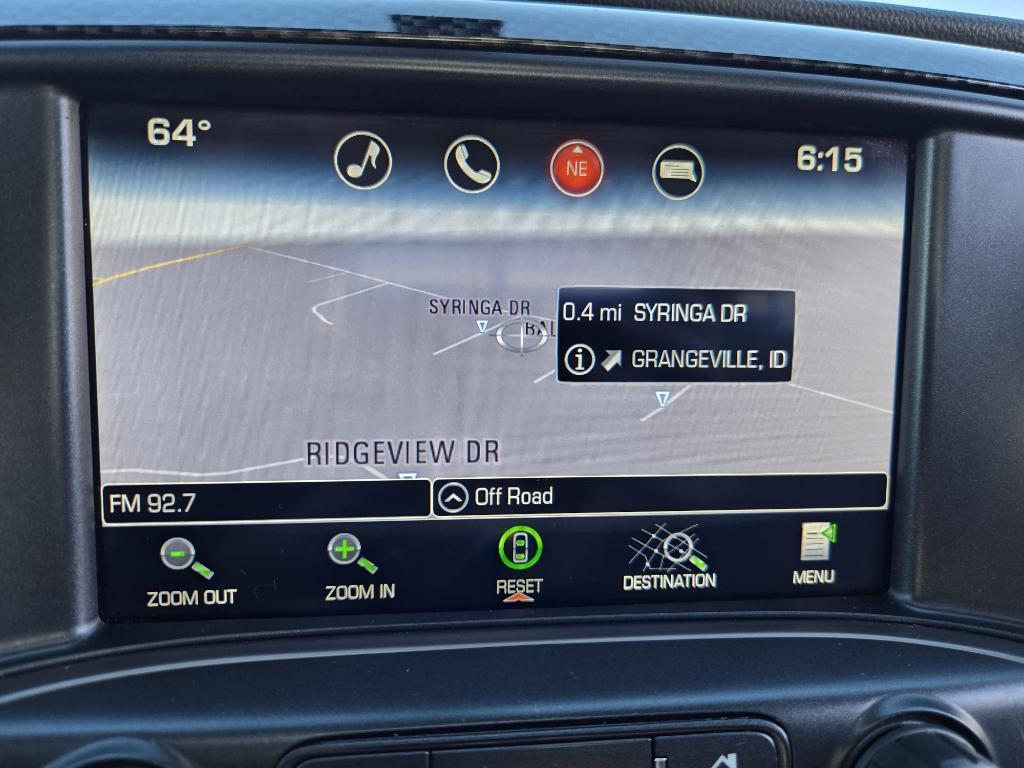 64°
NE
6:15
SYRINGA DR
0.4 mi SYRINGA DR
GRANGEVILLE, ID
RIDGEVIEW DR
FM 92.7
Off Road
ZOOM OUT
ZOOM IN
RESET
DESTINATION
MENU